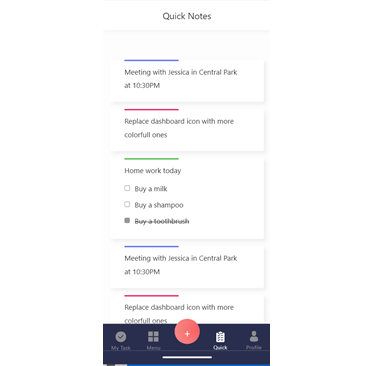 Quick Notes
Meeting with Jessica in Central Park
at 10:30PM
Replace dashboard icon with more
colorfull ones
Home work today
Buy a milk
Buy a shampoo
Buy a toothbrush
Meeting with Jessica in Central Park
at 10:30PM
Replace dashboard icon with more
colorfull ones
+
My Task Menu Quick Profile